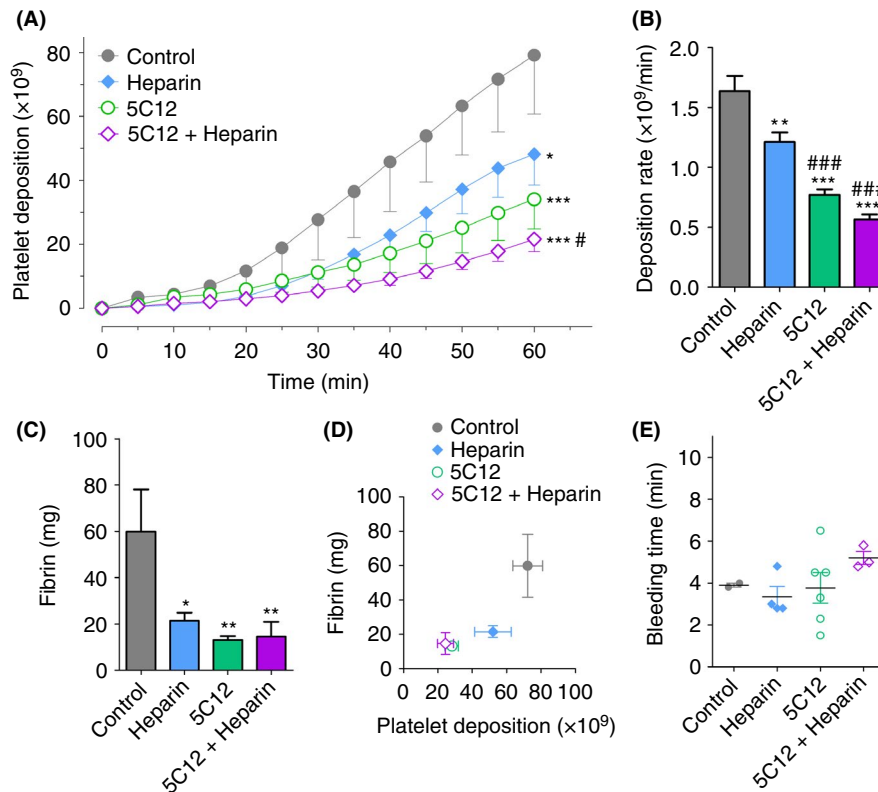 (A)
Platelet deposition (×10⁹)
80
60
40
20
0
Control
Heparin
5C12
5C12 + Heparin
*
***
*** #
0 10 20 30 40 50 60
Time (min)
(B)
Deposition rate (×10⁹/min)
2.0
1.5
1.0
0.5
0.0
**
###
***
###
***
Control
Heparin
5C12
5C12 + Heparin
(C)
Fibrin (mg)
100
80
60
40
20
0
*
**
**
Control
Heparin
5C12
5C12 + Heparin
(D)
Control
Heparin
5C12
5C12 + Heparin
Fibrin (mg)
100
80
60
40
20
0
0 20 40 60 80 100
Platelet deposition (×10⁹)
(E)
Bleeding time (min)
10
8
6
4
2
0
Control
Heparin
5C12
5C12 + Heparin